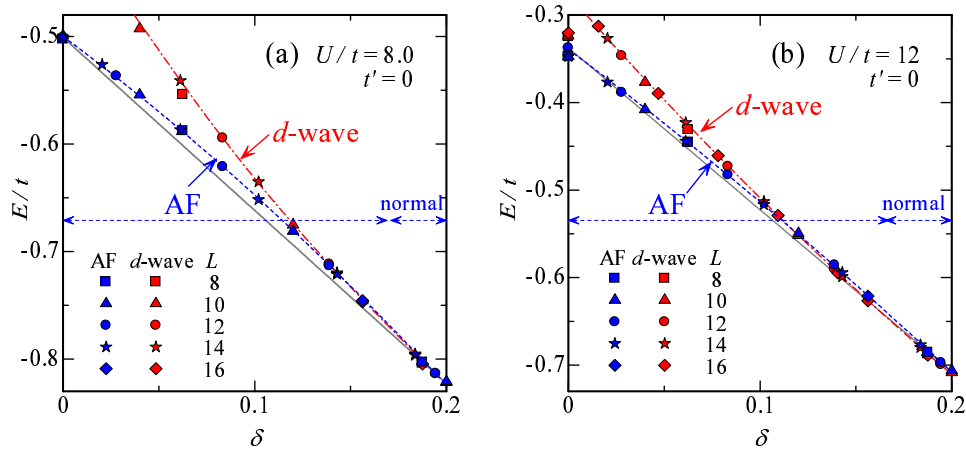 (a) U / t = 8.0
t' = 0
d-wave
AF
normal
AF d-wave L
8
10
12
14
16
-0.5
-0.6
-0.7
-0.8
E / t
0 0.1 0.2
δ
(b) U / t = 12
t' = 0
d-wave
AF
normal
AF d-wave L
8
10
12
14
16
-0.3
-0.4
-0.5
-0.6
-0.7
E / t
0 0.1 0.2
δ